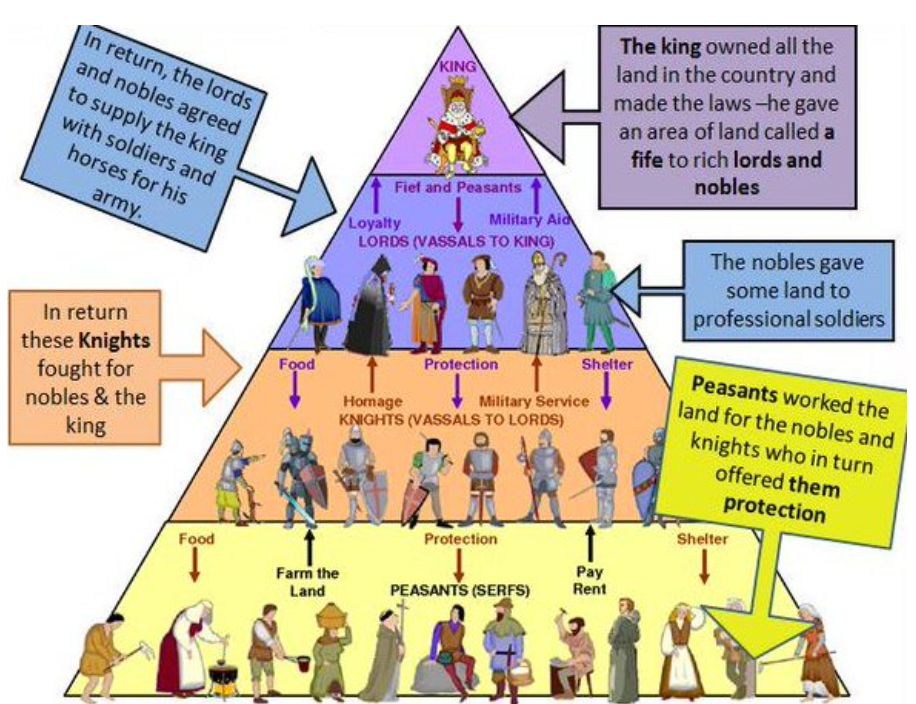 In return, the lords
and nobles agreed
to supply the king
with soldiers and
horses for his
army.
KING
The king owned all the
land in the country and
made the laws –he gave
an area of land called a
fife to rich lords and
nobles
Fief and Peasants
Loyalty
Military Aid
LORDS (VASSALS TO KING)
The nobles gave
some land to
professional soldiers
In return
these Knights
fought for
nobles & the
king
Food
Protection
Shelter
Homage
Military Service
KNIGHTS (VASSALS TO LORDS)
Peasants worked the
land for the nobles and
knights who in turn
offered them
protection
Food
Protection
Shelter
Farm the
Land
Pay
Rent
PEASANTS (SERFS)